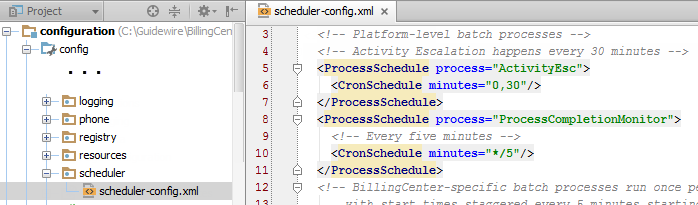 Project
scheduler-config.xml
configuration (C:\Guidewire\BillingCen
config
...
logging
phone
registry
resources
scheduler
scheduler-config.xml
3 <!-- Platform-level batch processes -->
4 <!-- Activity Escalation happens every 30 minutes -->
5 <ProcessSchedule process="ActivityEsc">
6 <CronSchedule minutes="0,30"/>
7 </ProcessSchedule>
8 <ProcessSchedule process="ProcessCompletionMonitor">
9 <!-- Every five minutes -->
10 <CronSchedule minutes="*/5"/>
11 </ProcessSchedule>
12 <!-- BillingCenter-specific batch processes run once pe
13 with start times staggered every 5 minutes starting